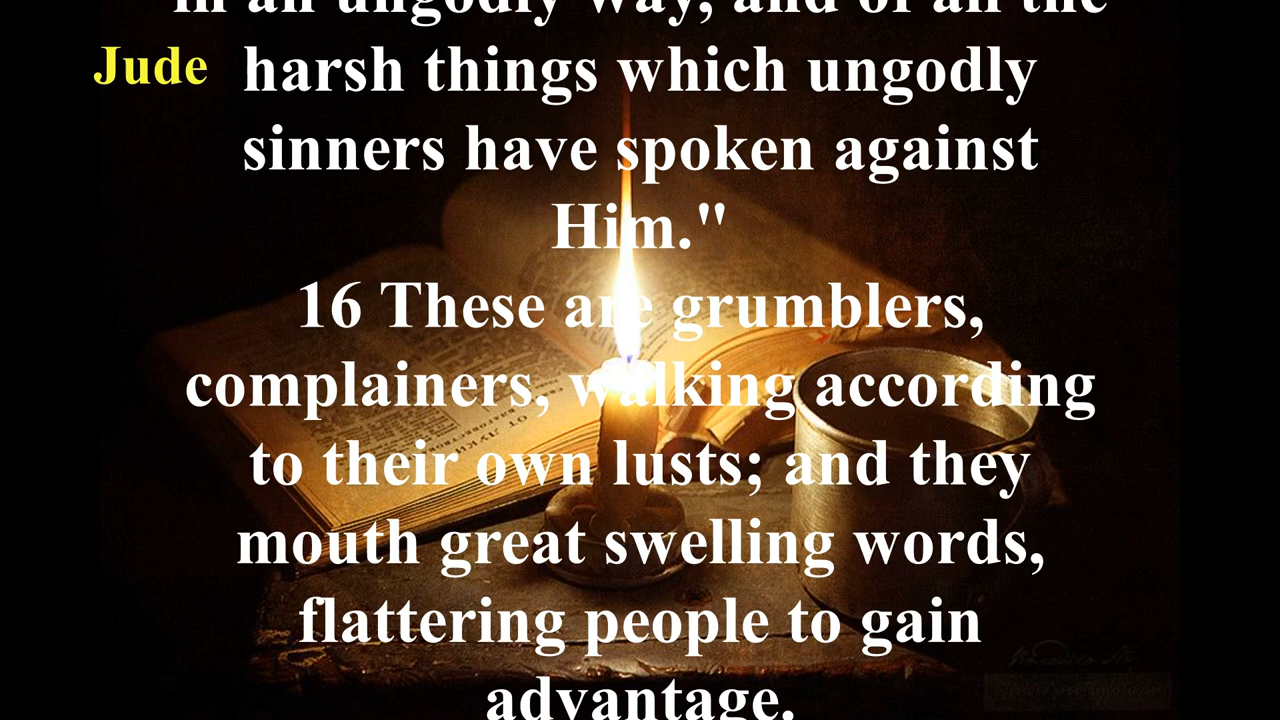 in an ungodly way, and of all the
Jude
harsh things which ungodly
sinners have spoken against
Him."
16 These are grumblers,
complainers, walking according
to their own lusts; and they
mouth great swelling words,
flattering people to gain
advantage.
ОТ ЛУКИ